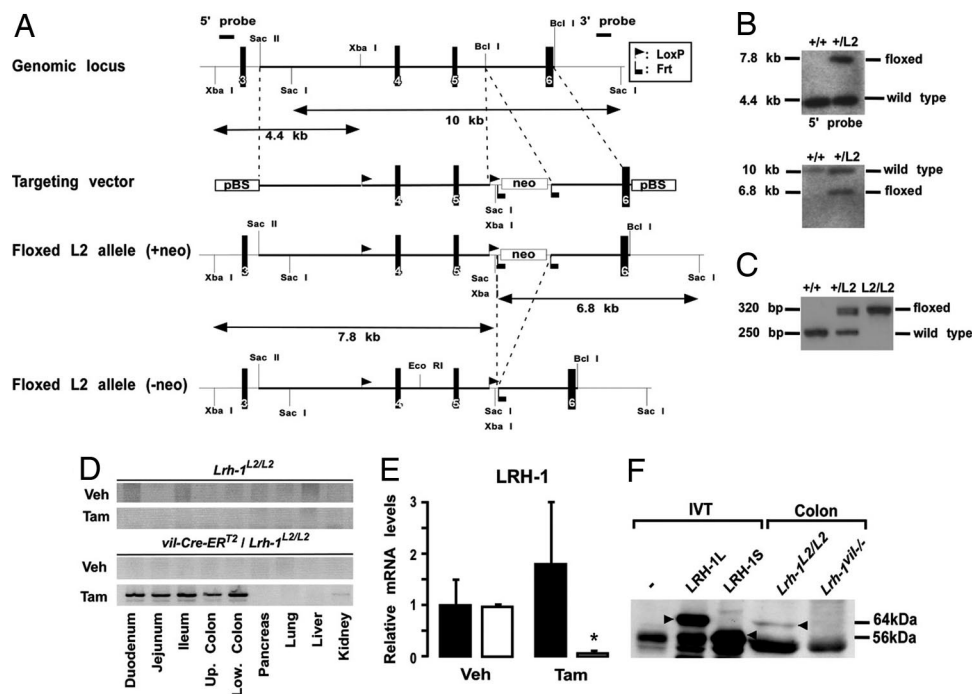 A
5' probe
3' probe
Bcl I
Sac II
Xba I
Bcl I
Genomic locus
LoxP
Frt
3
4
5
6
Xba I
Sac I
Sac I
10 kb
4.4 kb
Targeting vector
pBS
4
5
neo
6
pBS
Sac I
Xba I
Sac II
Bcl I
Floxed L2 allele (+neo)
3
4
5
neo
6
Xba I
Sac I
Sac
Xba
Sac I
6.8 kb
7.8 kb
Sac II
Eco RI
Bcl I
Floxed L2 allele (-neo)
3
4
5
6
Xba I
Sac I
Sac I
Xba I
Sac I
B
+/+ +/L2
7.8 kb floxed
4.4 kb wild type
5' probe
+/+ +/L2
10 kb wild type
6.8 kb floxed
C
+/+ +/L2 L2/L2
320 bp floxed
250 bp wild type
D
Lrh-1L2/L2
Veh
Tam
vil-Cre-ERT2 / Lrh-1L2/L2
Veh
Tam
Duodenum
Jejunum
Ileum
Up. Colon
Low. Colon
Pancreas
Lung
Liver
Kidney
E
LRH-1
Relative mRNA levels
3
2
1
0
*
Veh Tam
F
IVT Colon
-
LRH-1L
LRH-1S
Lrh-1L2/L2
Lrh-1vil-/-
64kDa
56kDa